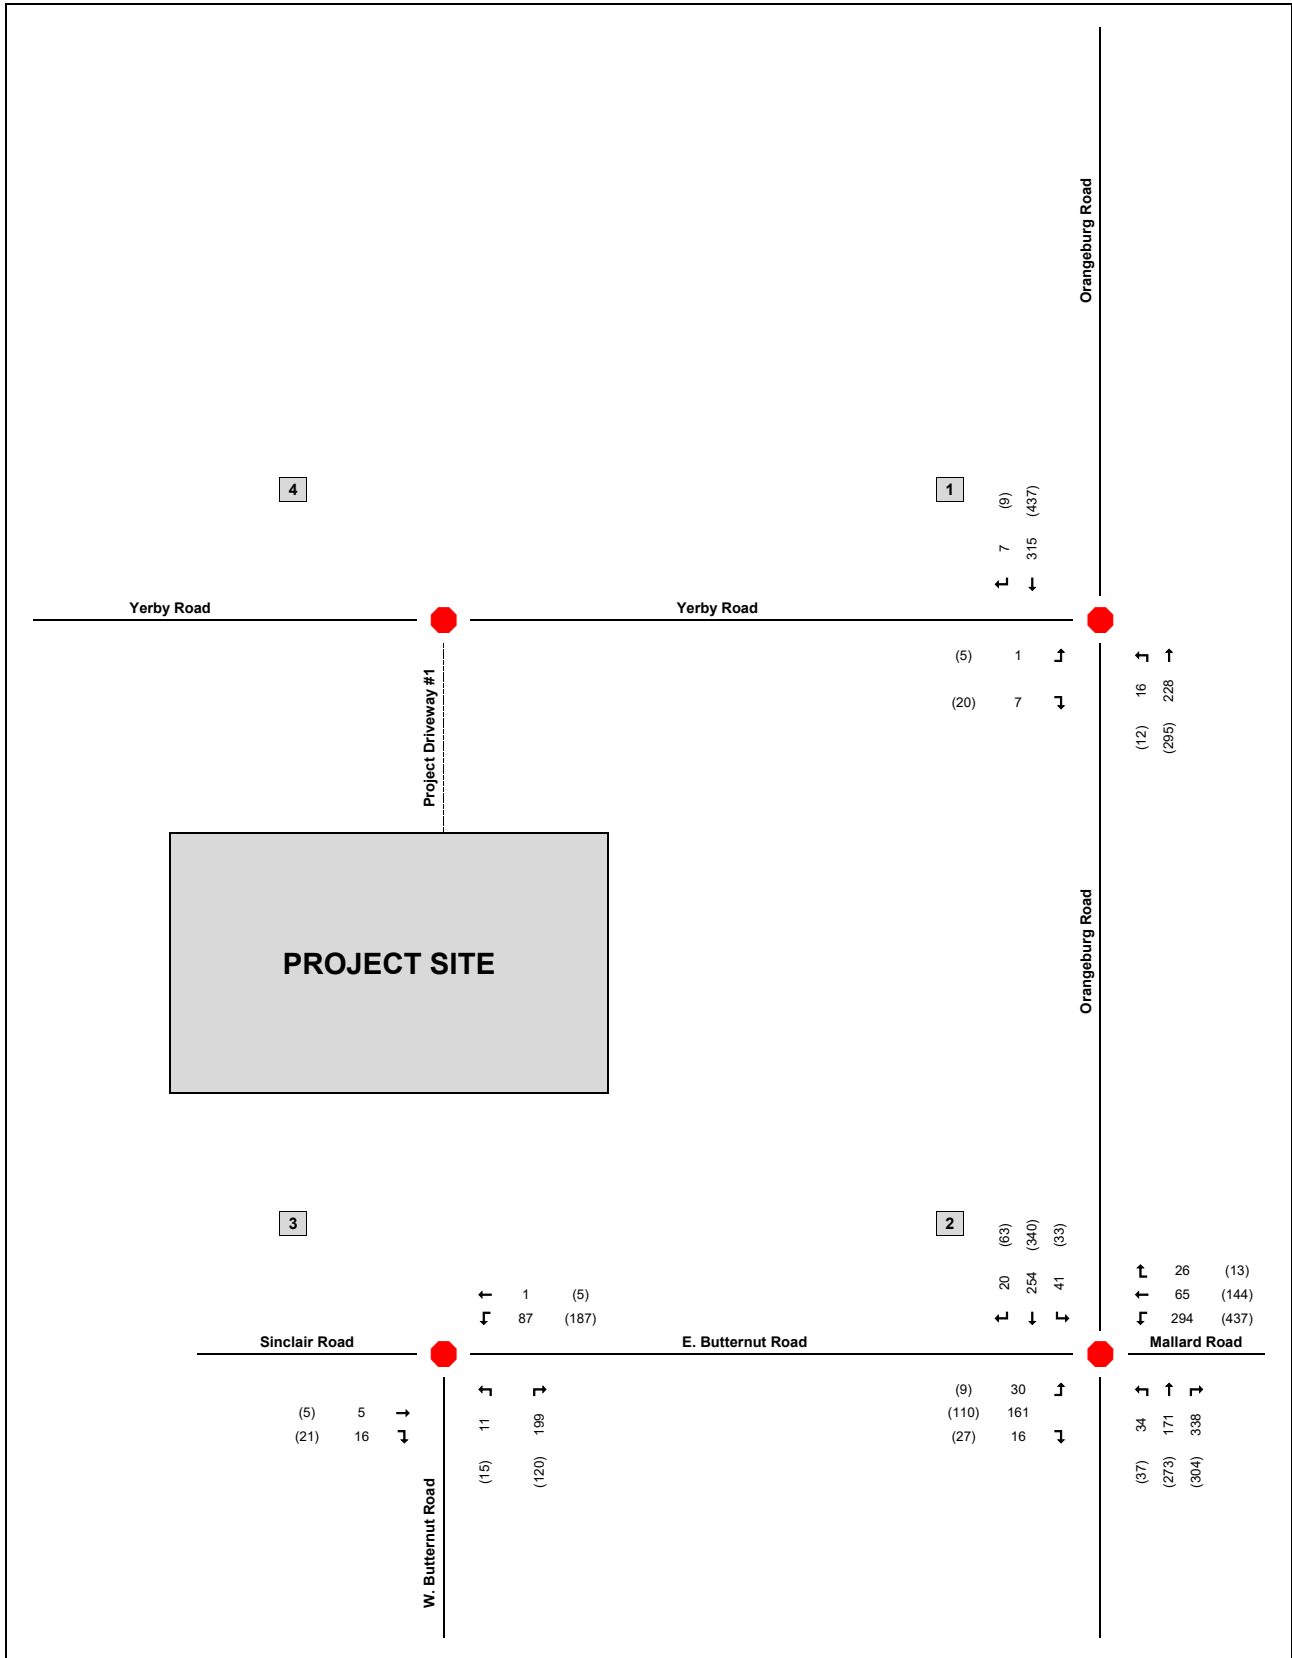 Orangeburg Road
4
1
(9) (437)
7 315
Yerby Road
Yerby Road
(5) 1
(20) 7
16 228
(12) (295)
Project Driveway #1
PROJECT SITE
Orangeburg Road
3
2
(63) (340) (33)
20 254 41
26 (13)
65 (144)
294 (437)
1 (5)
87 (187)
Sinclair Road
E. Butternut Road
Mallard Road
(5) 5
(21) 16
11 199
(15) (120)
(9) 30
(110) 161
(27) 16
34 171 338
(37) (273) (304)
W. Butternut Road